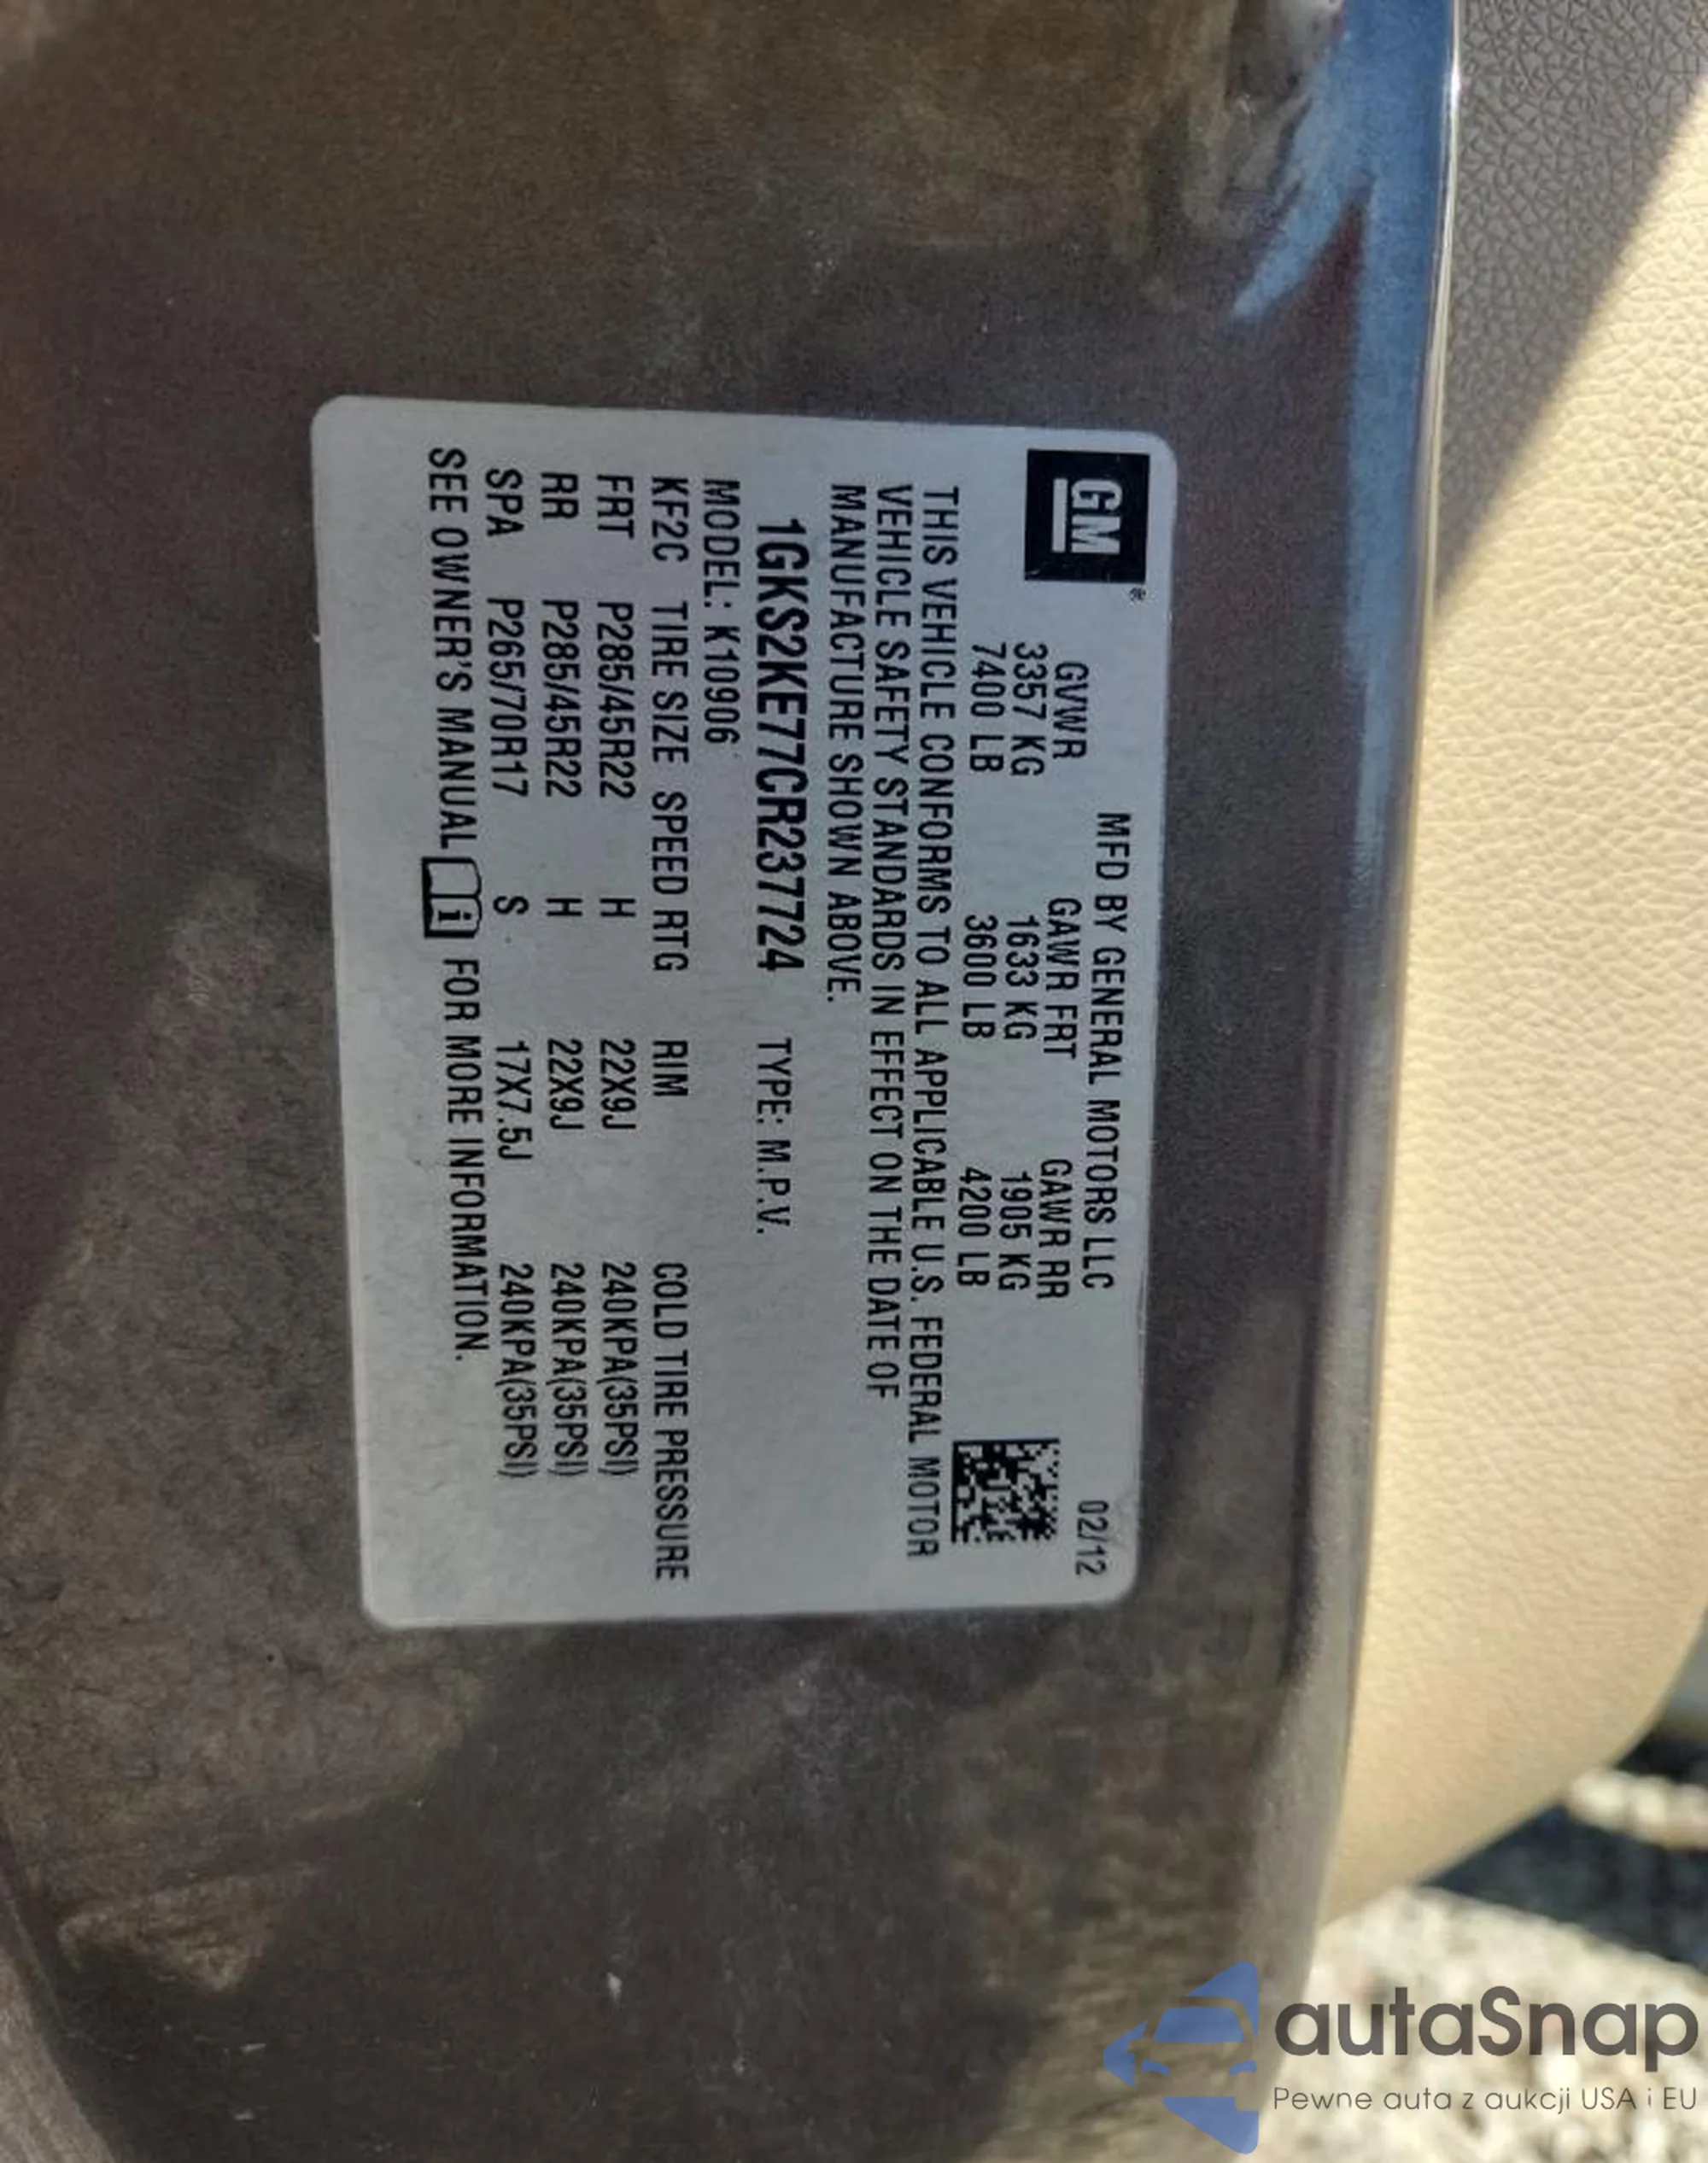 GM®
MFD BY GENERAL MOTORS LLC 02/12
GVWR GAWR FRT GAWR RR
3357 KG 1633 KG 1905 KG
7400 LB 3600 LB 4200 LB
THIS VEHICLE CONFORMS TO ALL APPLICABLE U.S. FEDERAL MOTOR
VEHICLE SAFETY STANDARDS IN EFFECT ON THE DATE OF
MANUFACTURE SHOWN ABOVE.
1GKS2KE77CR237724 TYPE: M.P.V.
MODEL: K10906
KF2C TIRE SIZE SPEED RTG RIM COLD TIRE PRESSURE
FRT P285/45R22 H 22X9J 240KPA(35PSI)
RR P285/45R22 H 22X9J 240KPA(35PSI)
SPA P265/70R17 S 17X7.5J 240KPA(35PSI)
SEE OWNER'S MANUAL i FOR MORE INFORMATION.
autaSnap
Pewne auta z aukcji USA i EU